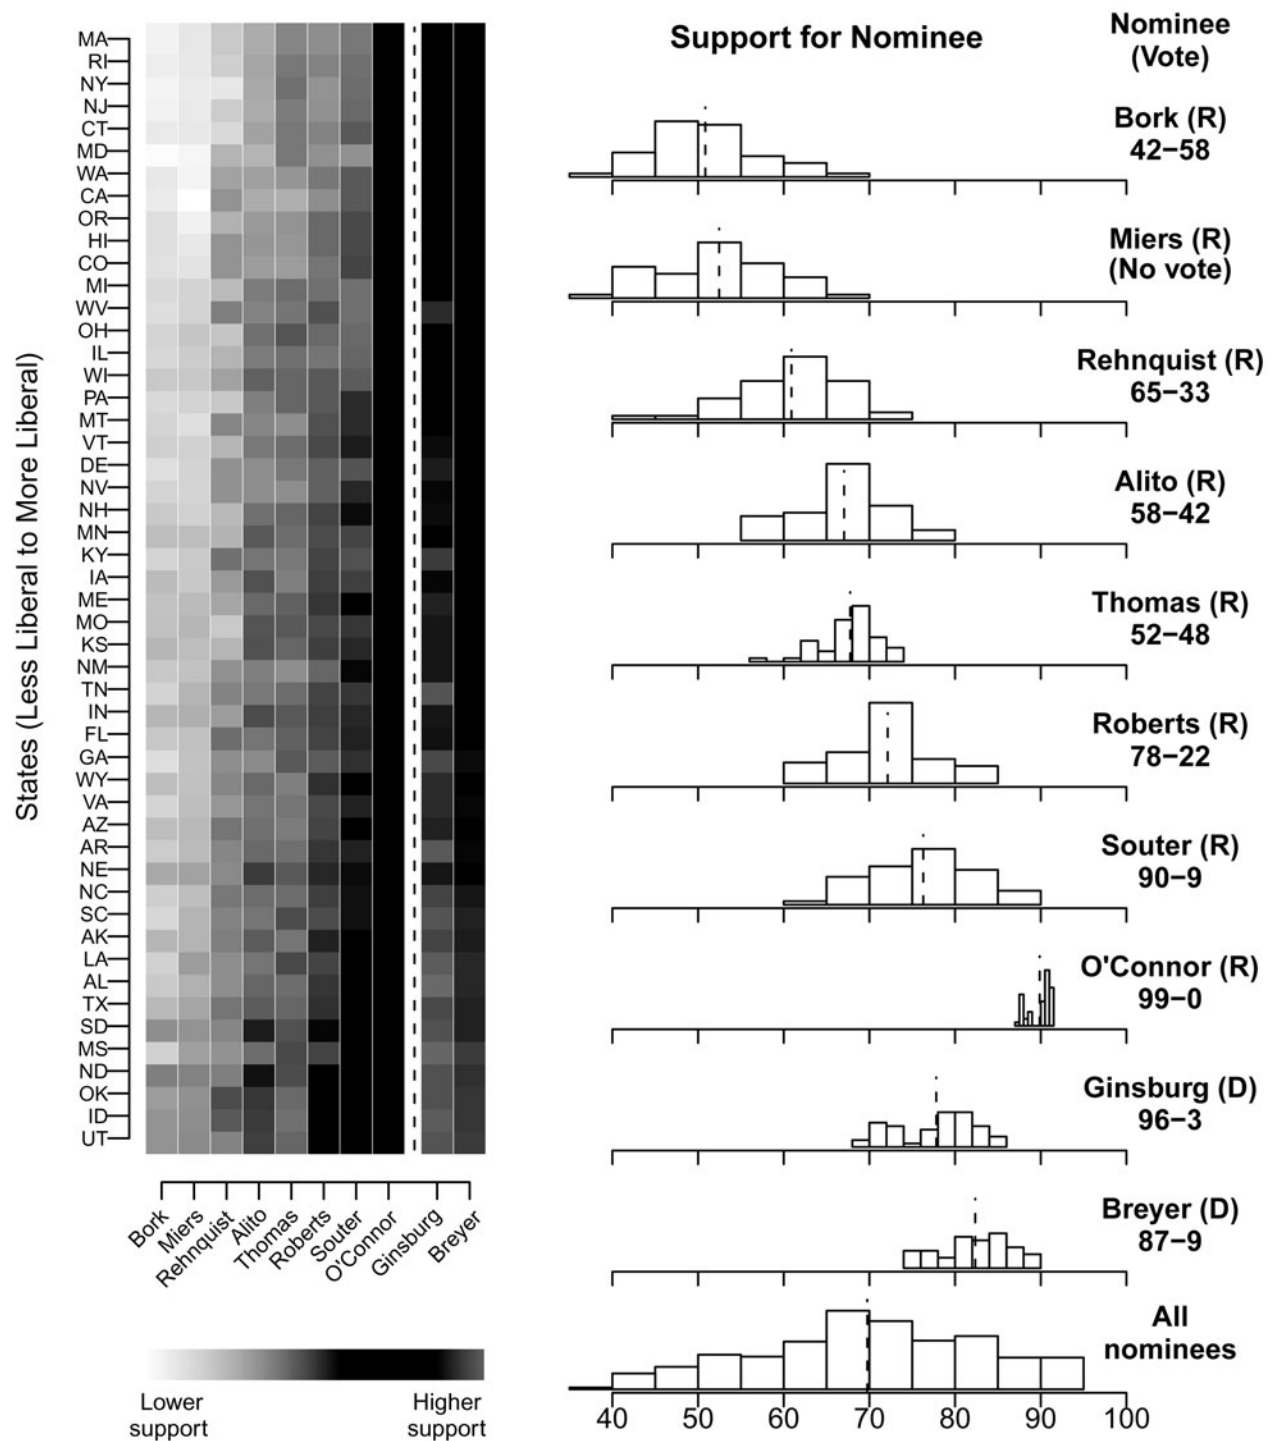 States (Less Liberal to More Liberal)
MA
RI
NY
NJ
CT
MD
WA
CA
OR
HI
CO
MI
WV
OH
IL
WI
PA
MT
VT
DE
NV
NH
MN
KY
IA
ME
MO
KS
NM
TN
IN
FL
GA
WY
VA
AZ
AR
NE
NC
SC
AK
LA
AL
TX
SD
MS
ND
OK
ID
UT
Bork
Miers
Rehnquist
Alito
Thomas
Roberts
Souter
O'Connor
Ginsburg
Breyer
Lower
support
Higher
support
Support for Nominee
Nominee
(Vote)
Bork (R)
42−58
Miers (R)
(No vote)
Rehnquist (R)
65−33
Alito (R)
58−42
Thomas (R)
52−48
Roberts (R)
78−22
Souter (R)
90−9
O'Connor (R)
99−0
Ginsburg (D)
96−3
Breyer (D)
87−9
All
nominees
40 50 60 70 80 90 100